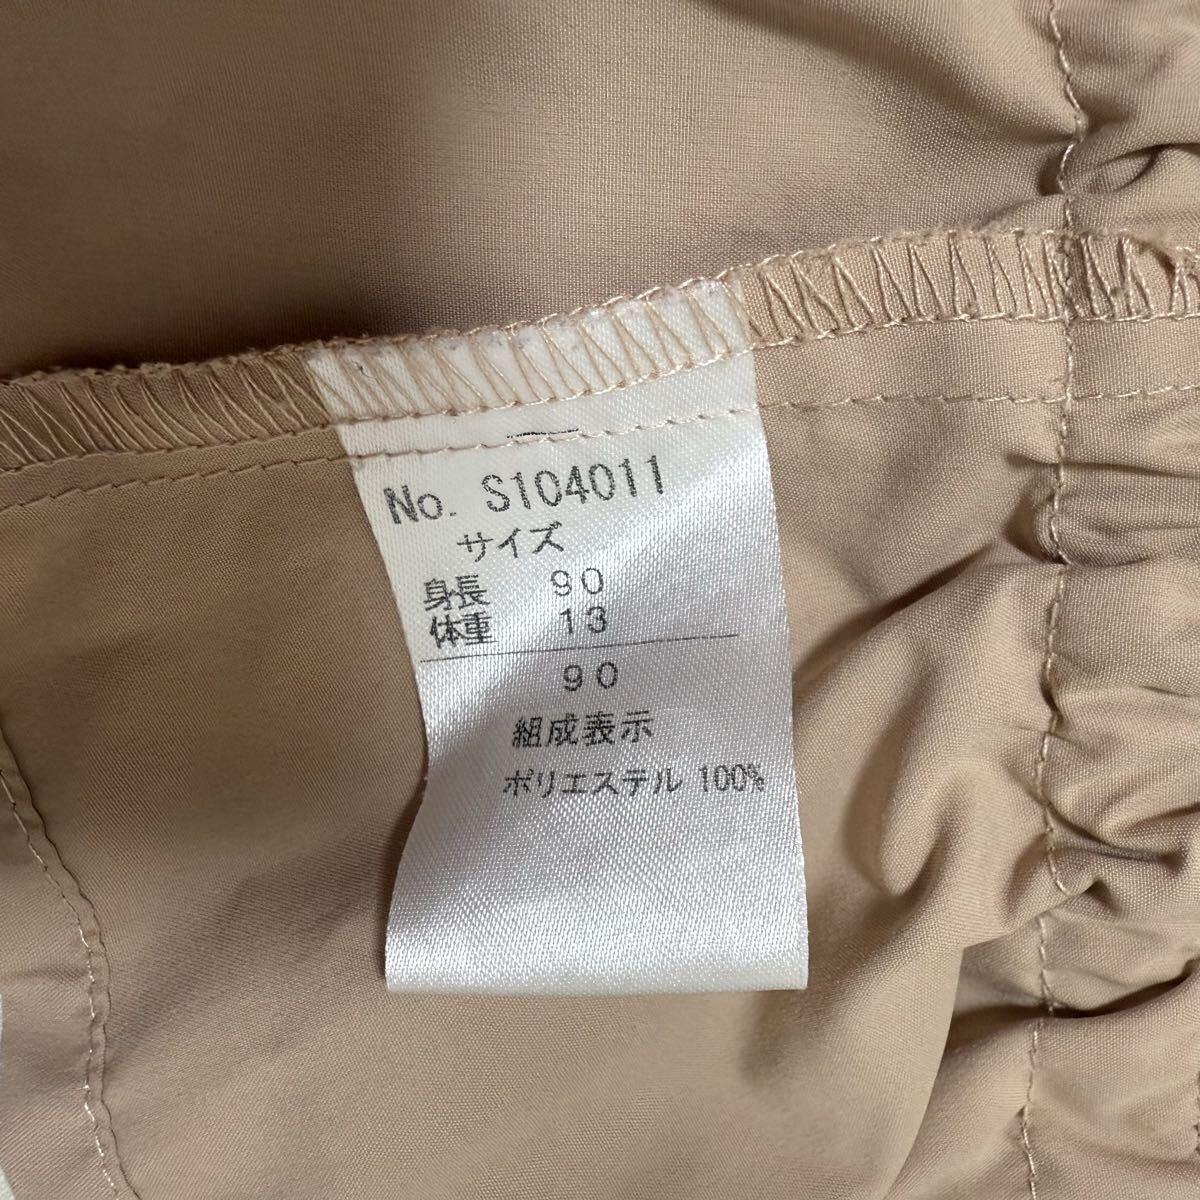 No. S104011
サイズ
身長 90
体重 13
90
組成表示
ポリエステル 100%